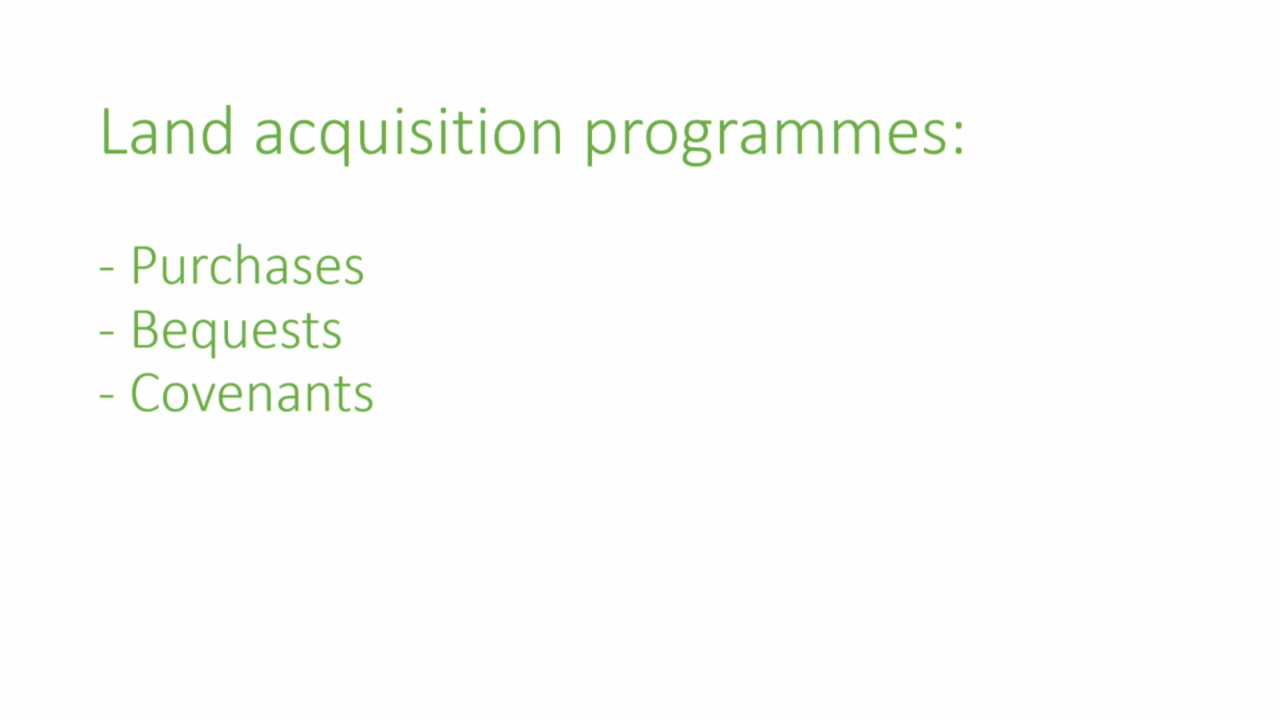 Land acquisition programmes:
- Purchases
- Bequests
- Covenants